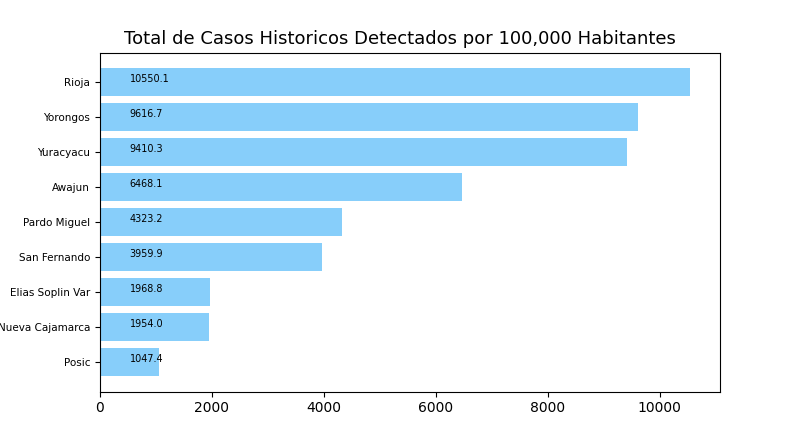 Total de Casos Historicos Detectados por 100,000 Habitantes
Rioja 10550.1
Yorongos 9616.7
Yuracyacu 9410.3
Awajun 6468.1
Pardo Miguel 4323.2
San Fernando 3959.9
Elias Soplin Var 1968.8
Nueva Cajamarca 1954.0
Posic 1047.4
0 2000 4000 6000 8000 10000